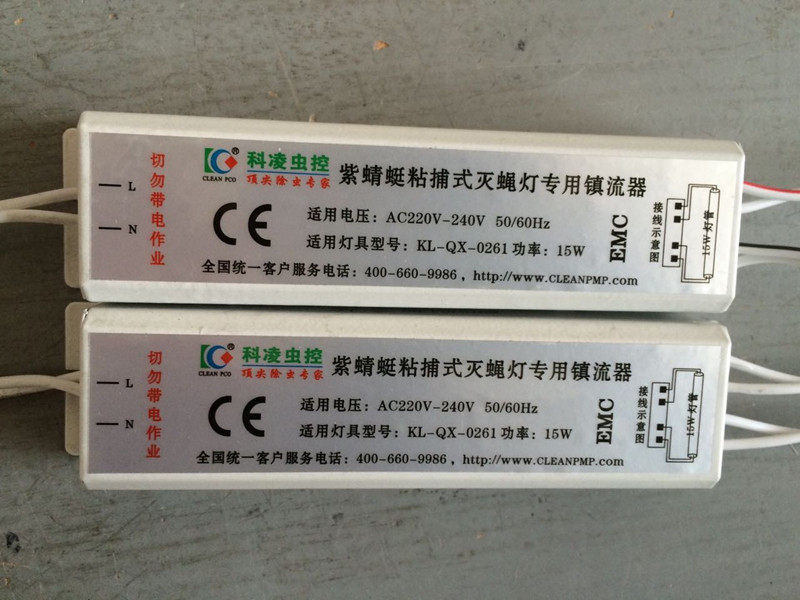 切勿带电作业
L
N
科凌虫控®
CLEAN PCO
顶尖除虫专家
紫蜻蜓粘捕式灭蝇灯专用镇流器
CE
适用电压：AC220V-240V 50/60Hz
适用灯具型号：KL-QX-0261 功率：15W
全国统一客户服务电话：400-660-9986，http://www.CLEANPMP.com
EMC
接线示意图
15W灯管
切勿带电作业
L
N
科凌虫控®
CLEAN PCO
顶尖除虫专家
紫蜻蜓粘捕式灭蝇灯专用镇流器
CE
适用电压：AC220V-240V 50/60Hz
适用灯具型号：KL-QX-0261 功率：15W
全国统一客户服务电话：400-660-9986，http://www.CLEANPMP.com
EMC
接线示意图
15W灯管